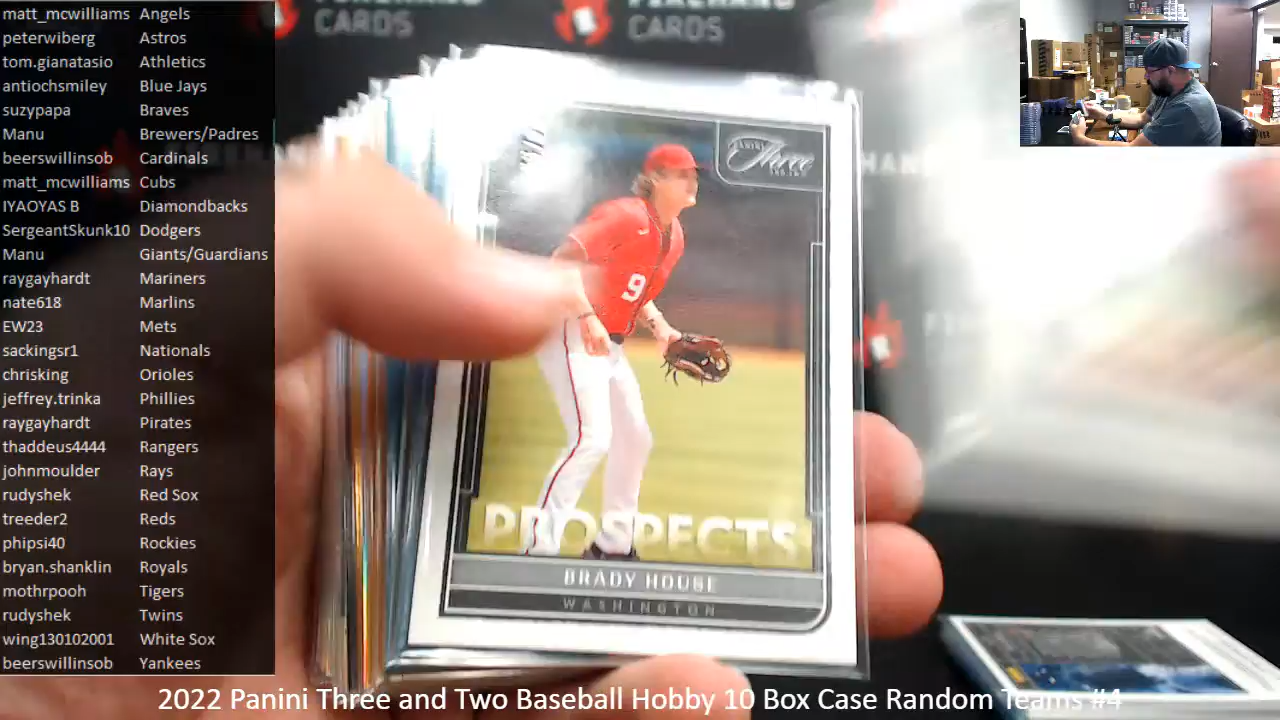 matt_mcwilliams Angels
peterwiberg Astros
tom.gianatasio Athletics
antiochsmiley Blue Jays
suzypapa Braves
Manu Brewers/Padres
beerswillinsob Cardinals
matt_mcwilliams Cubs
IYAOYAS B Diamondbacks
SergeantSkunk10 Dodgers
Manu Giants/Guardians
raygayhardt Mariners
nate618 Marlins
EW23 Mets
sackingsr1 Nationals
chrisking Orioles
jeffrey.trinka Phillies
raygayhardt Pirates
thaddeus4444 Rangers
johnmoulder Rays
rudyshek Red Sox
treeder2 Reds
phipsi40 Rockies
bryan.shanklin Royals
mothrpooh Tigers
rudyshek Twins
wing130102001 White Sox
beerswillinsob Yankees
CARDS
CARDS
PANINI
Three
AND TWO
9
PROSPECTS
BRADY HOUSE
WASHINGTON
2022 Panini Three and Two Baseball Hobby 10 Box Case Random Teams #4